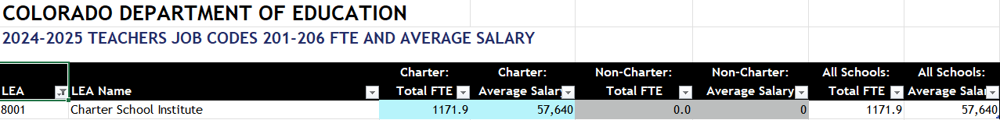 COLORADO DEPARTMENT OF EDUCATION
2024-2025 TEACHERS JOB CODES 201-206 FTE AND AVERAGE SALARY
Charter: Charter: Non-Charter: Non-Charter: All Schools: All Schools:
LEA LEA Name Total FTE Average Salary Total FTE Average Salary Total FTE Average Salar
8001 Charter School Institute 1171.9 57,640 0.0 0 1171.9 57,640